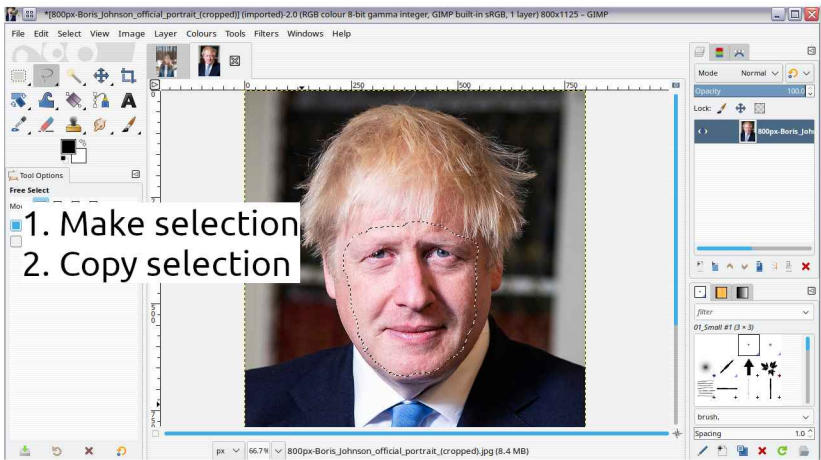 *[800px-Boris_Johnson_official_portrait_(cropped)] (imported)-2.0 (RGB colour 8-bit gamma integer, GIMP built-in sRGB, 1 layer) 800x1125 – GIMP
File Edit Select View Image Layer Colours Tools Filters Windows Help
Mode Normal
Opacity 100.0
Lock:
800px-Boris_Joh
0 250 500 750
Tool Options
Free Select
1. Make selection
2. Copy selection
filter
01_Small #1 (3 × 3)
brush,
Spacing 1.0
px 66.7% 800px-Boris_Johnson_official_portrait_(cropped).jpg (8.4 MB)